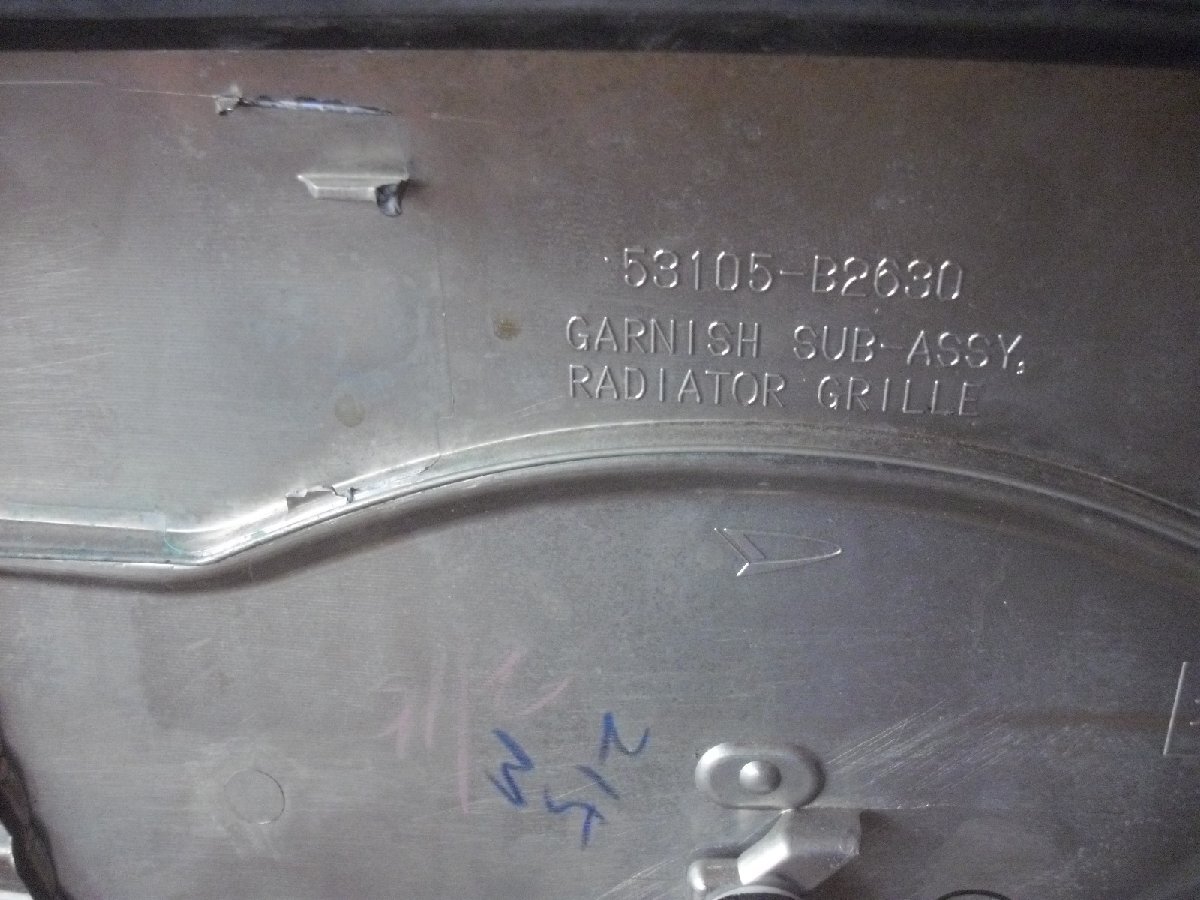 53105-B2630
GARNISH SUB-ASSY,
RADIATOR GRILLE